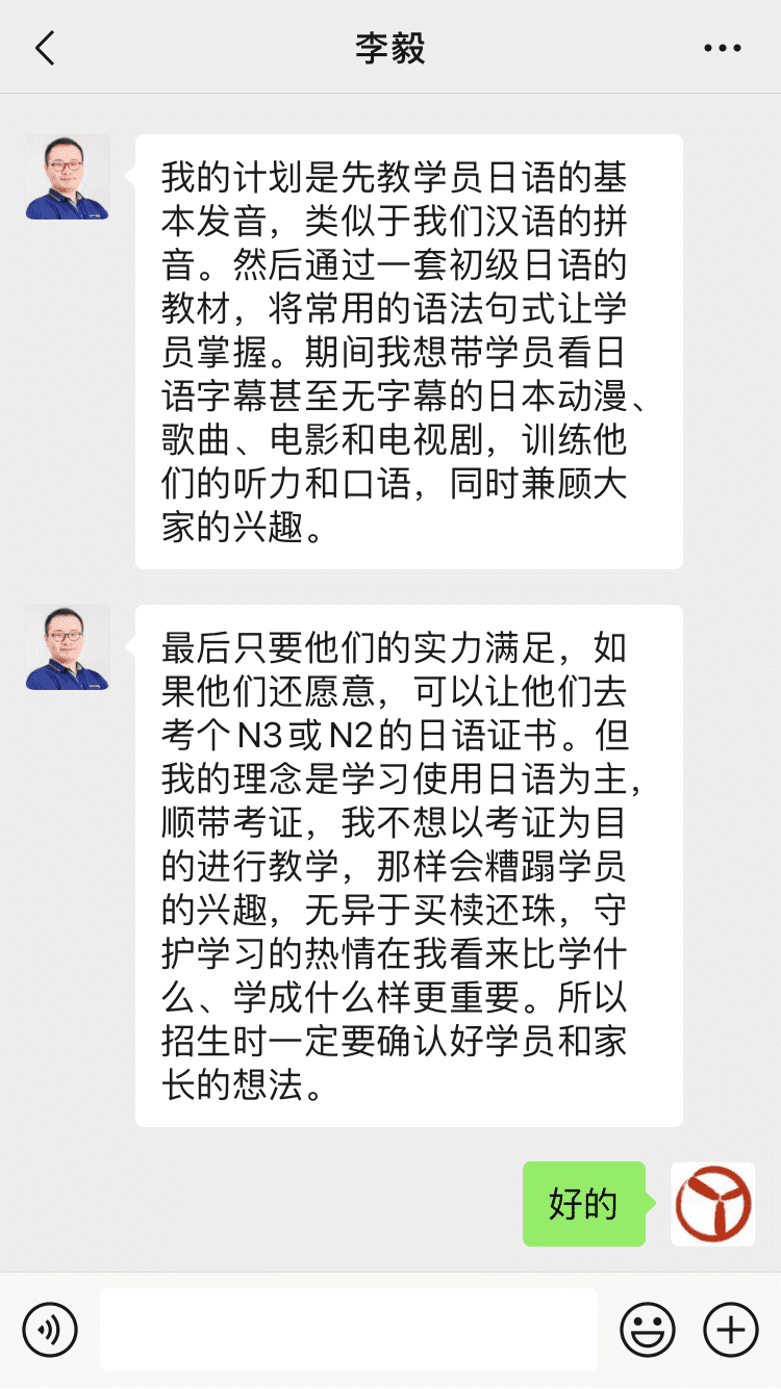 李毅
我的计划是先教学员日语的基
本发音，类似于我们汉语的拼
音。然后通过一套初级日语的
教材，将常用的语法句式让学
员掌握。期间我想带学员看日
语字幕甚至无字幕的日本动漫、
歌曲、电影和电视剧，训练他
们的听力和口语，同时兼顾大
家的兴趣。
最后只要他们的实力满足，如
果他们还愿意，可以让他们去
考个N3或N2的日语证书。但
我的理念是学习使用日语为主，
顺带考证，我不想以考证为目
的进行教学，那样会糟蹋学员
的兴趣，无异于买椟还珠，守
护学习的热情在我看来比学什
么、学成什么样更重要。所以
招生时一定要确认好学员和家
长的想法。
好的